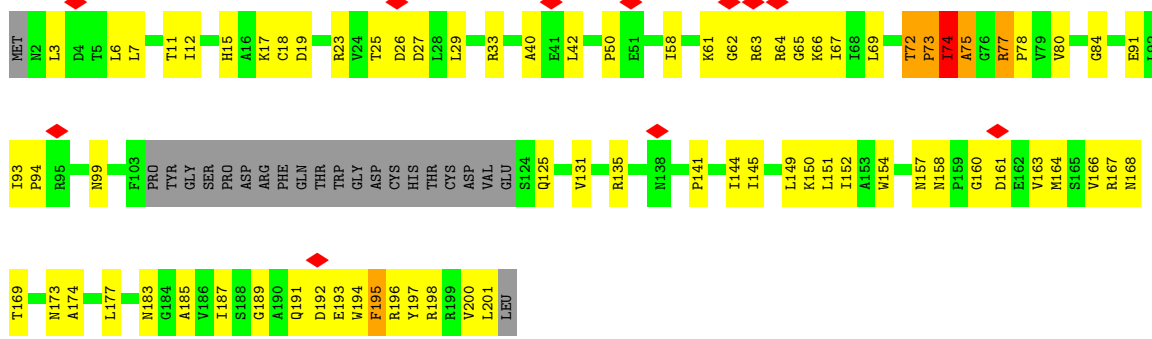 MET N2 L3 D4 T5 L6 L7 T11 I12 H15 A16 K17 C18 D19 R23 V24 T25 D26 D27 L28 L29 R33 A40 E41 L42 P50 E51 I58 K61 G62 R63 R64 G65 K66 I67 I68 L69 T72 P73 I74 A75 G76 R77 P78 V79 V80 G84 E91 L92
I93 P94 R95 N99 F103 PRO TYR GLY SER PRO ASP ARG PHE GLN THR TRP GLY ASP CYS HIS THR CYS ASP VAL GLU S124 Q125 V131 R135 N138 P141 I144 I145 L149 K150 L151 I152 A153 W154 N157 N158 P159 G160 D161 E162 V163 M164 S165 V166 R167 N168
T169 N173 A174 L177 N183 G184 A185 V186 I187 S188 G189 A190 Q191 D192 E193 W194 F195 R196 Y197 R198 R199 V200 L201 LEU